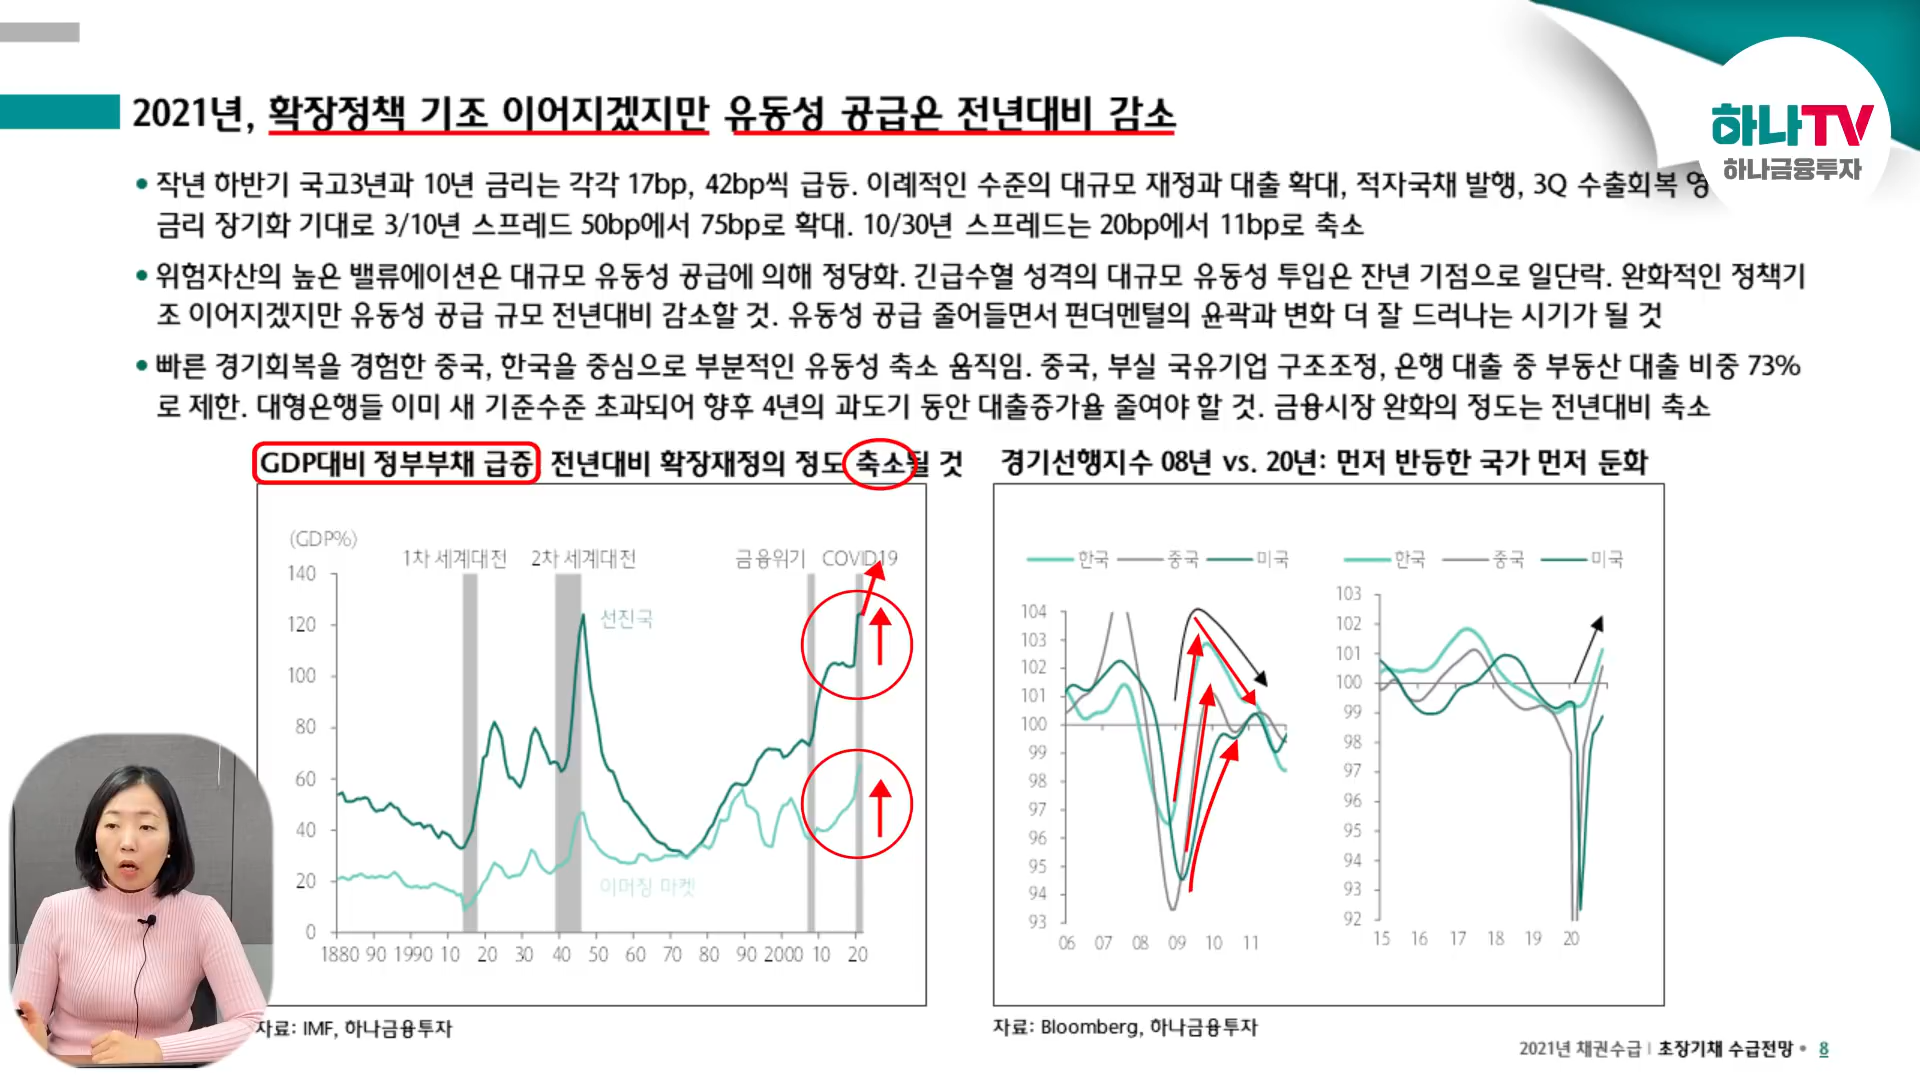 2021년, 확장정책 기조 이어지겠지만 유동성 공급은 전년대비 감소
하나TV
하나금융투자
• 작년 하반기 국고3년과 10년 금리는 각각 17bp, 42bp씩 급등. 이례적인 수준의 대규모 재정과 대출 확대, 적자국채 발행, 3Q 수출회복
금리 장기화 기대로 3/10년 스프레드 50bp에서 75bp로 확대. 10/30년 스프레드는 20bp에서 11bp로 축소
• 위험자산의 높은 밸류에이션은 대규모 유동성 공급에 의해 정당화. 긴급수혈 성격의 대규모 유동성 투입은 작년 기점으로 일단락. 완화적인 정책기
조 이어지겠지만 유동성 공급 규모 전년대비 감소할 것. 유동성 공급 줄어들면서 펀더멘털의 윤곽과 변화 더 잘 드러나는 시기가 될 것
• 빠른 경기회복을 경험한 중국, 한국을 중심으로 부분적인 유동성 축소 움직임. 중국, 부실 국유기업 구조조정, 은행 대출 중 부동산 대출 비중 73%
로 제한. 대형은행들 이미 새 기준수준 초과되어 향후 4년의 과도기 동안 대출증가율 줄여야 할 것. 금융시장 완화의 정도는 전년대비 축소
GDP대비 정부부채 급증 전년대비 확장재정의 정도 축소될 것
(GDP%)
1차 세계대전 2차 세계대전 금융위기 COVID19
140
120
100
80
60
40
20
0
선진국
이머징 마켓
1880 90 1990 10 20 30 40 50 60 70 80 90 2000 10 20
자료: IMF, 하나금융투자
경기선행지수 08년 vs. 20년: 먼저 반등한 국가 먼저 둔화
한국 중국 미국
104
103
102
101
100
99
98
97
96
95
94
93
06 07 08 09 10 11
한국 중국 미국
103
102
101
100
99
98
97
96
95
94
93
92
15 16 17 18 19 20
자료: Bloomberg, 하나금융투자
2021년 채권수급 | 초장기채 수급전망 • 8